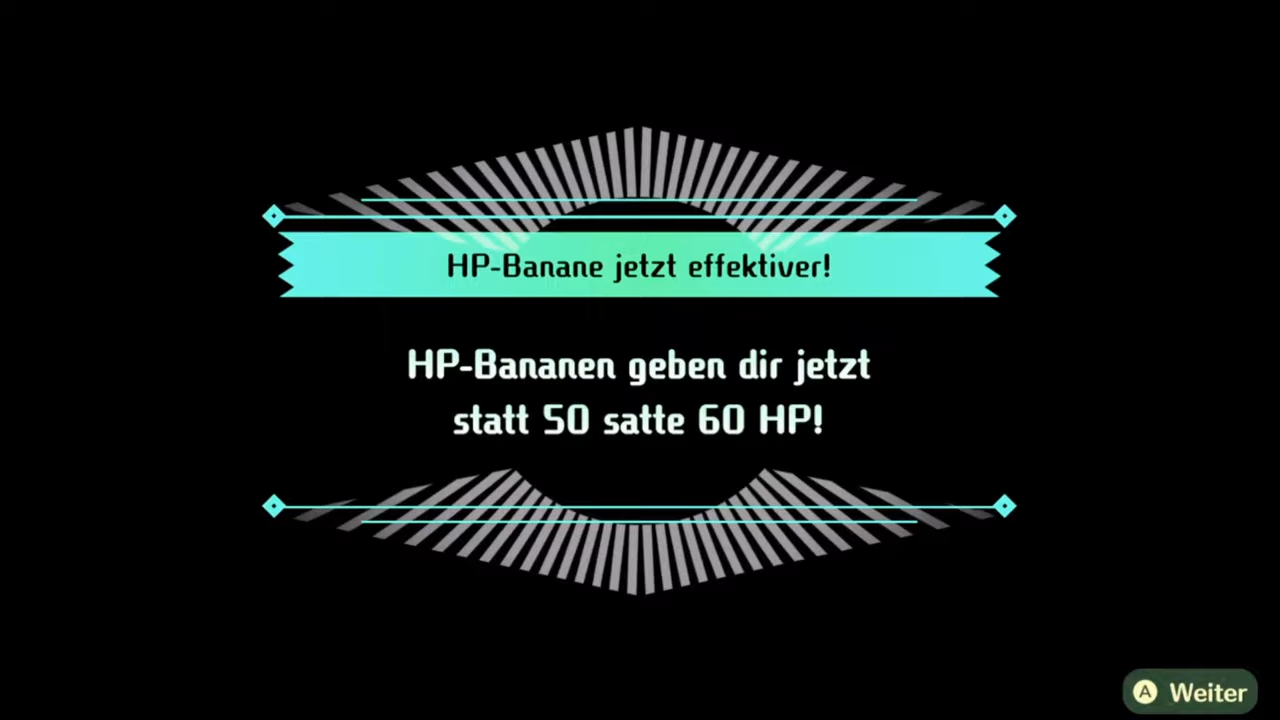 HP-Banane jetzt effektiver!
HP-Bananen geben dir jetzt
statt 50 satte 60 HP!
A Weiter